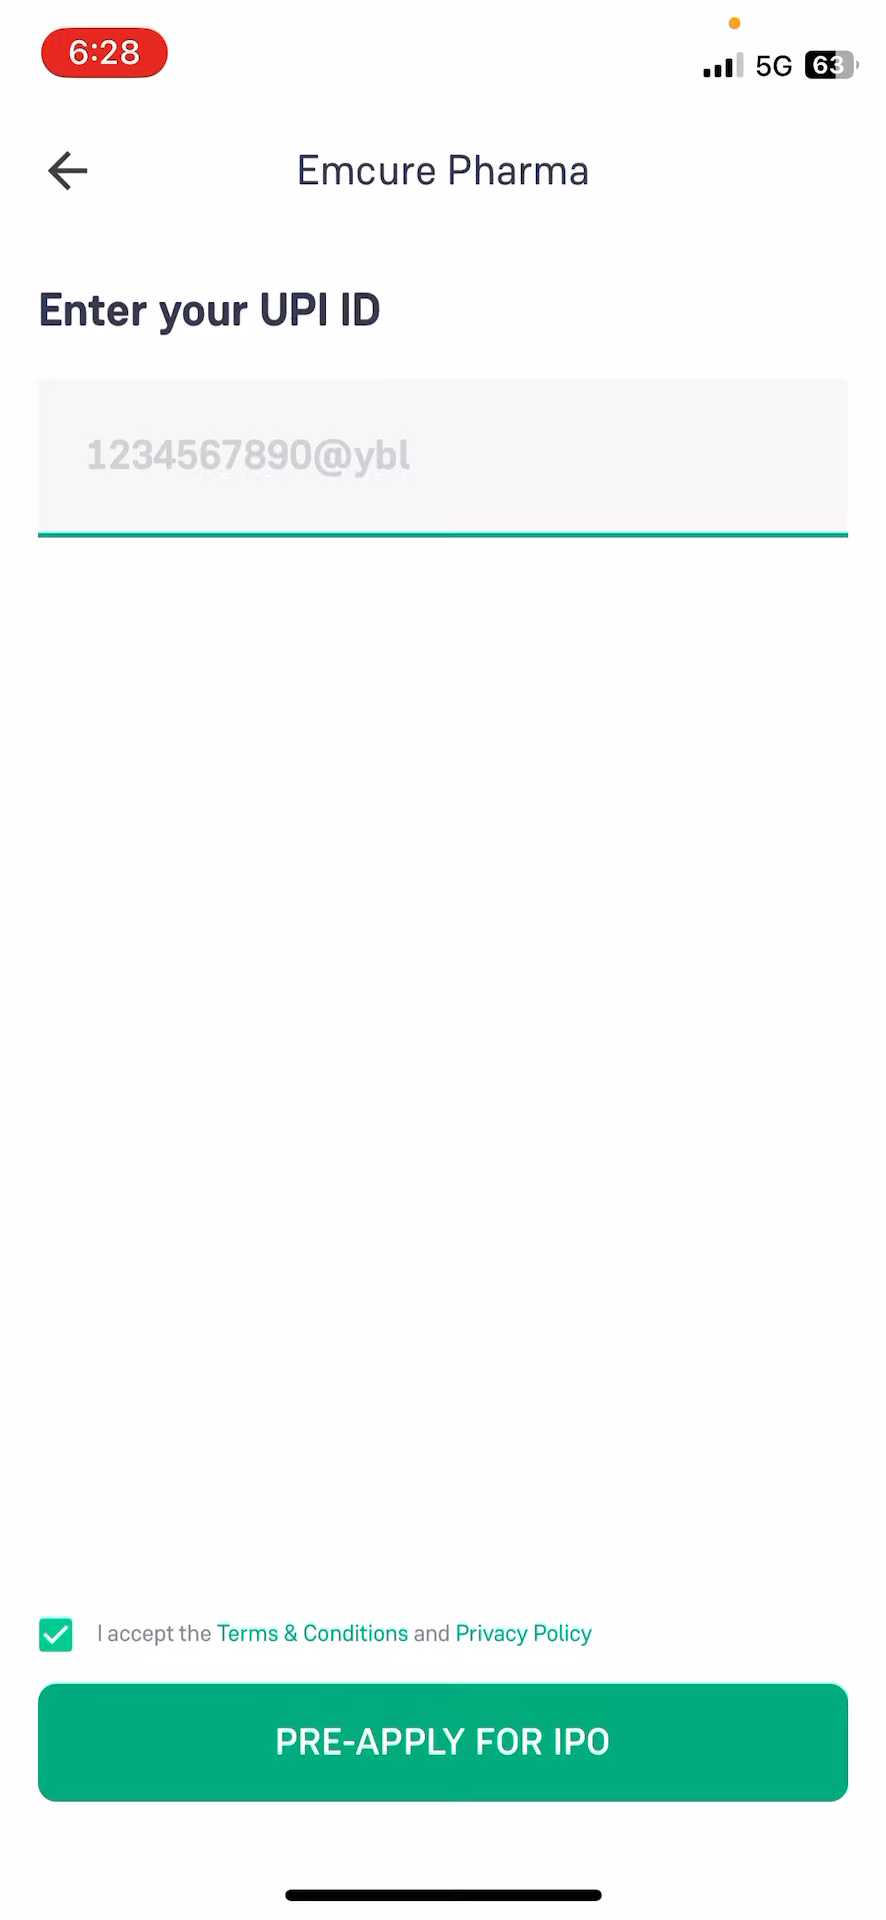 6:28
5G 63
Emcure Pharma
Enter your UPI ID
1234567890@ybl
I accept the Terms & Conditions and Privacy Policy
PRE-APPLY FOR IPO